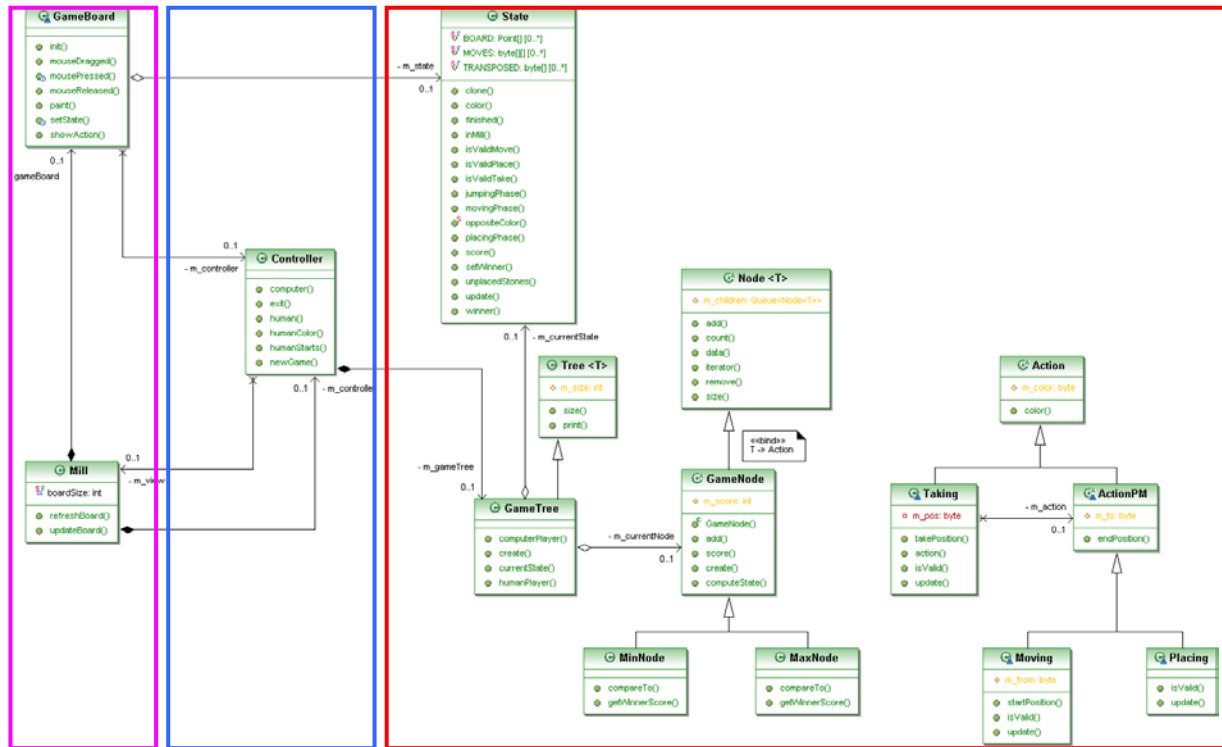 GameBoard
init()
mouseDragged()
mousePressed()
mouseReleased()
paint()
setState()
showAction()
0..1
gameBoard
- m_state
0..1
State
BOARD: Point[] [0..*]
MOVES: byte[][] [0..*]
TRANSPOSED: byte[] [0..*]
clone()
color()
finished()
inMill()
isValidMove()
isValidPlace()
isValidTake()
jumpingPhase()
movingPhase()
oppositeColor()
placingPhase()
score()
setWinner()
unplacedStones()
update()
winner()
0..1
- m_controller
Controller
computer()
exit()
human()
humanColor()
humanStarts()
newGame()
0..1
- m_controlle
0..1
- m_view
Mill
boardSize: int
refreshBoard()
updateBoard()
0..1
- m_currentState
Tree <T>
m_size: int
size()
print()
- m_gameTree
0..1
GameTree
computerPlayer()
create()
currentState()
humanPlayer()
- m_currentNode
0..1
Node <T>
m_children: Queue<Node<T>>
add()
count()
data()
iterator()
remove()
size()
«bind»
T -> Action
GameNode
m_score: int
GameNode()
add()
score()
create()
computeState()
MinNode
compareTo()
getWinnerScore()
MaxNode
compareTo()
getWinnerScore()
Action
m_color: byte
color()
Taking
m_pos: byte
takePosition()
action()
isValid()
update()
- m_action
0..1
ActionPM
m_to: byte
endPosition()
Moving
m_from: byte
startPosition()
isValid()
update()
Placing
isValid()
update()